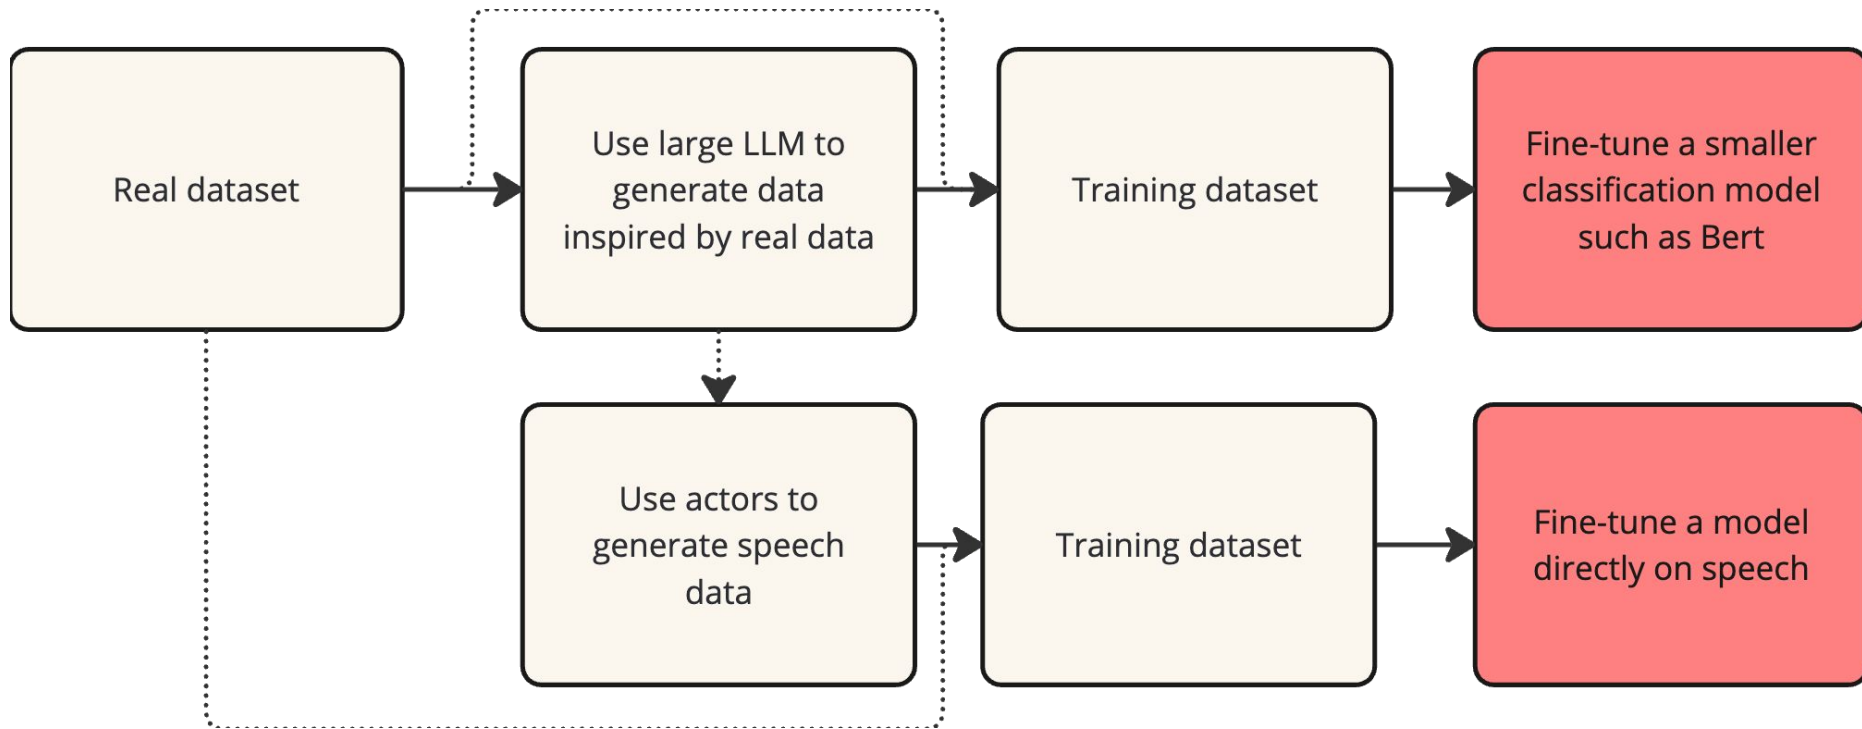 Real dataset
Use large LLM to
generate data
inspired by real data
Training dataset
Fine-tune a smaller
classification model
such as Bert
Use actors to
generate speech
data
Training dataset
Fine-tune a model
directly on speech